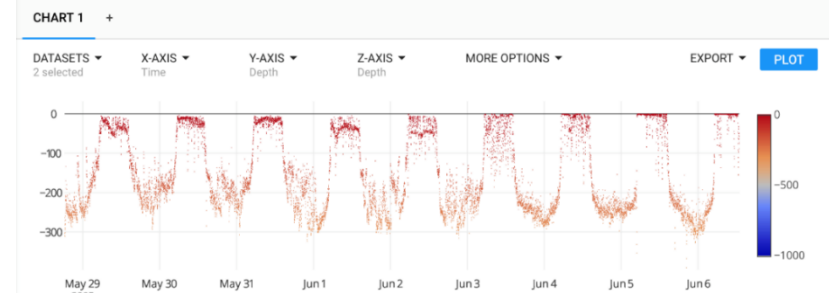 CHART 1 +
DATASETS X-AXIS Y-AXIS Z-AXIS MORE OPTIONS EXPORT PLOT
2 selected Time Depth Depth
0
−100
−200
−300
0
−500
−1000
May 29 May 30 May 31 Jun 1 Jun 2 Jun 3 Jun 4 Jun 5 Jun 6